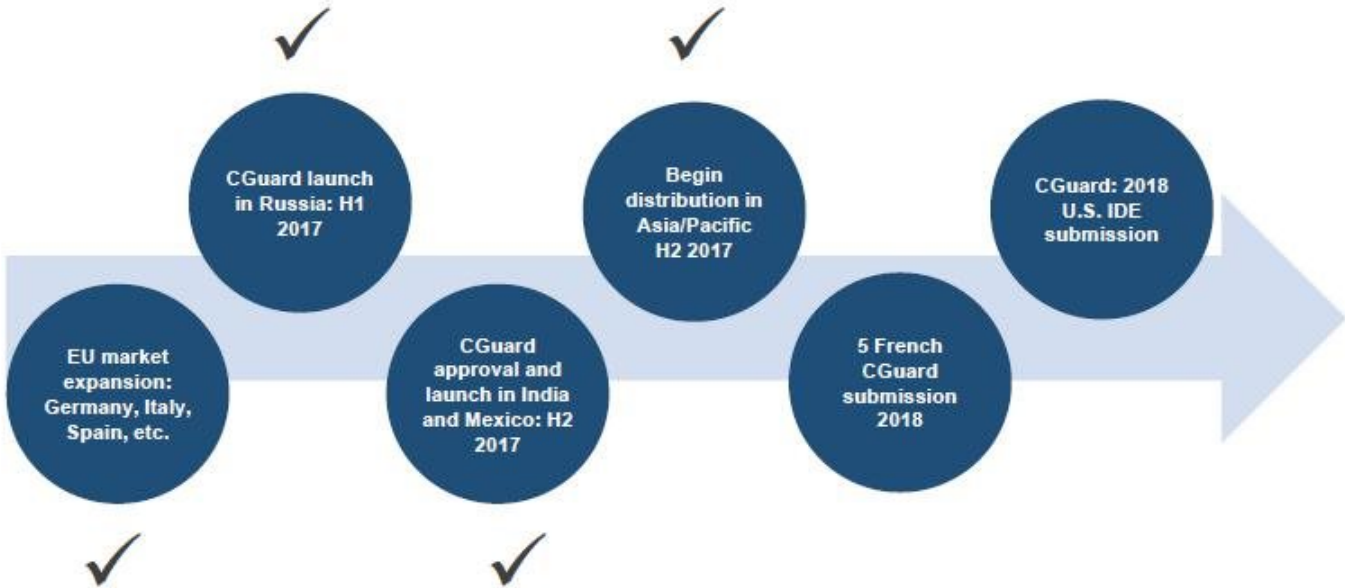 EU market
expansion:
Germany, Italy,
Spain, etc.
CGuard launch
in Russia: H1
2017
CGuard
approval and
launch in India
and Mexico: H2
2017
Begin
distribution in
Asia/Pacific
H2 2017
5 French
CGuard
submission
2018
CGuard: 2018
U.S. IDE
submission